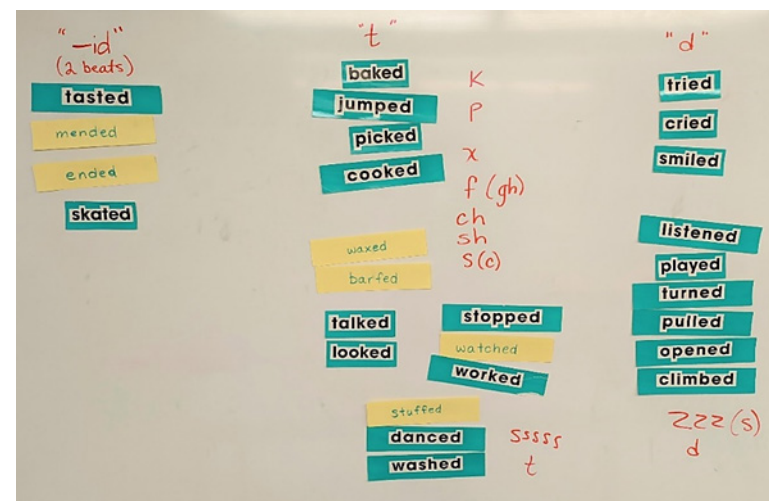 "-id"
(2 beats)
tasted
mended
ended
skated
"t"
baked
jumped
picked
cooked
K
P
x
f (gh)
ch
sh
s(c)
waxed
barfed
talked
looked
stopped
watched
worked
stuffed
danced
washed
sssss
t
"d"
tried
cried
smiled
listened
played
turned
pulled
opened
climbed
ZZZ (s)
d